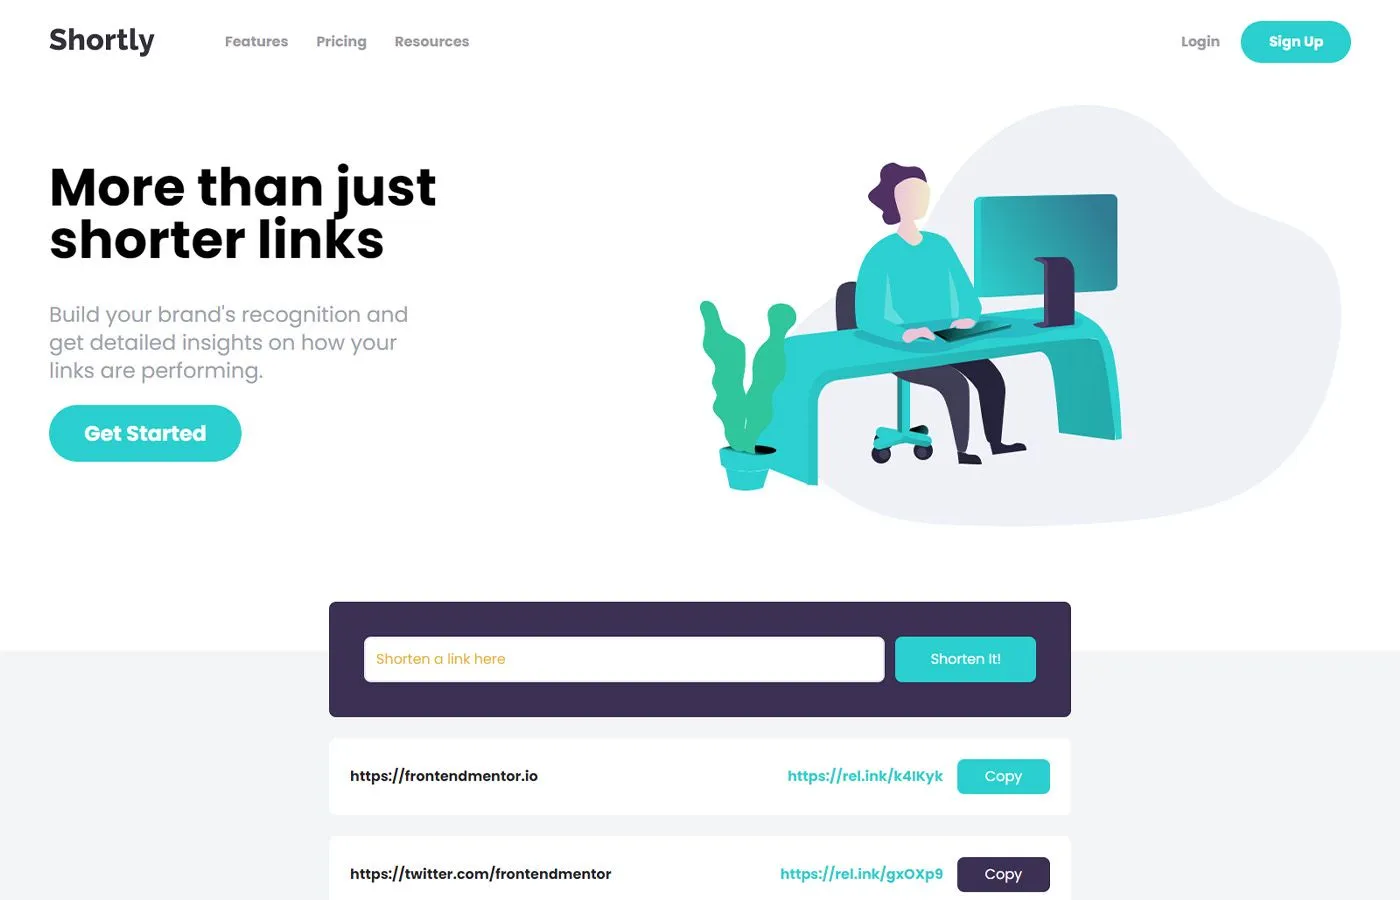 Shortly
Features
Pricing
Resources
Login
Sign Up
More than just
shorter links
Build your brand's recognition and
get detailed insights on how your
links are performing.
Get Started
Shorten a link here
Shorten It!
https://frontendmentor.io
https://rel.ink/k4IKyk
Copy
https://twitter.com/frontendmentor
https://rel.ink/gxOXp9
Copy